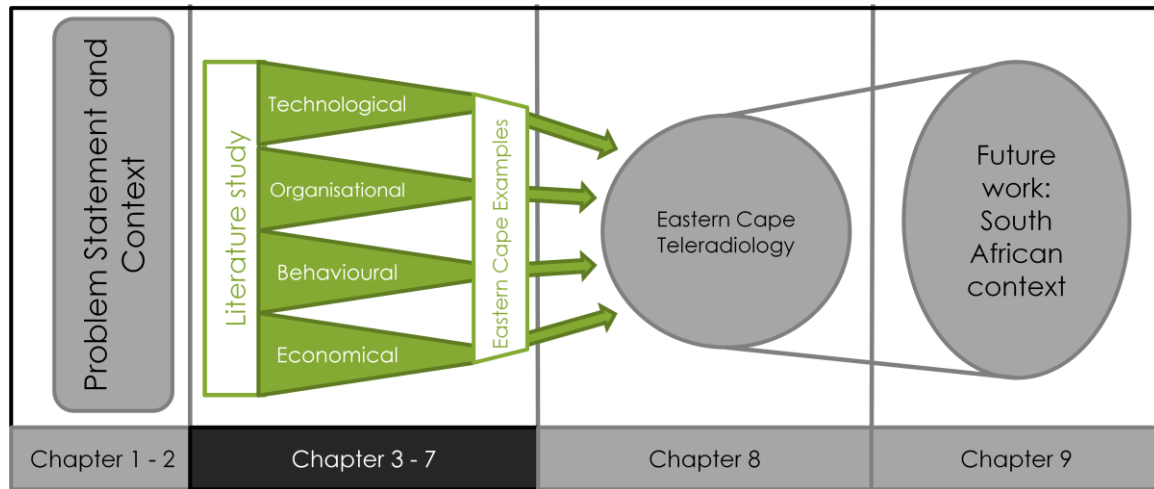 Problem Statement and
Context
Literature study
Technological
Organisational
Behavioural
Economical
Eastern Cape Examples
Eastern Cape
Teleradiology
Future
work:
South
African
context
Chapter 1 - 2
Chapter 3 - 7
Chapter 8
Chapter 9